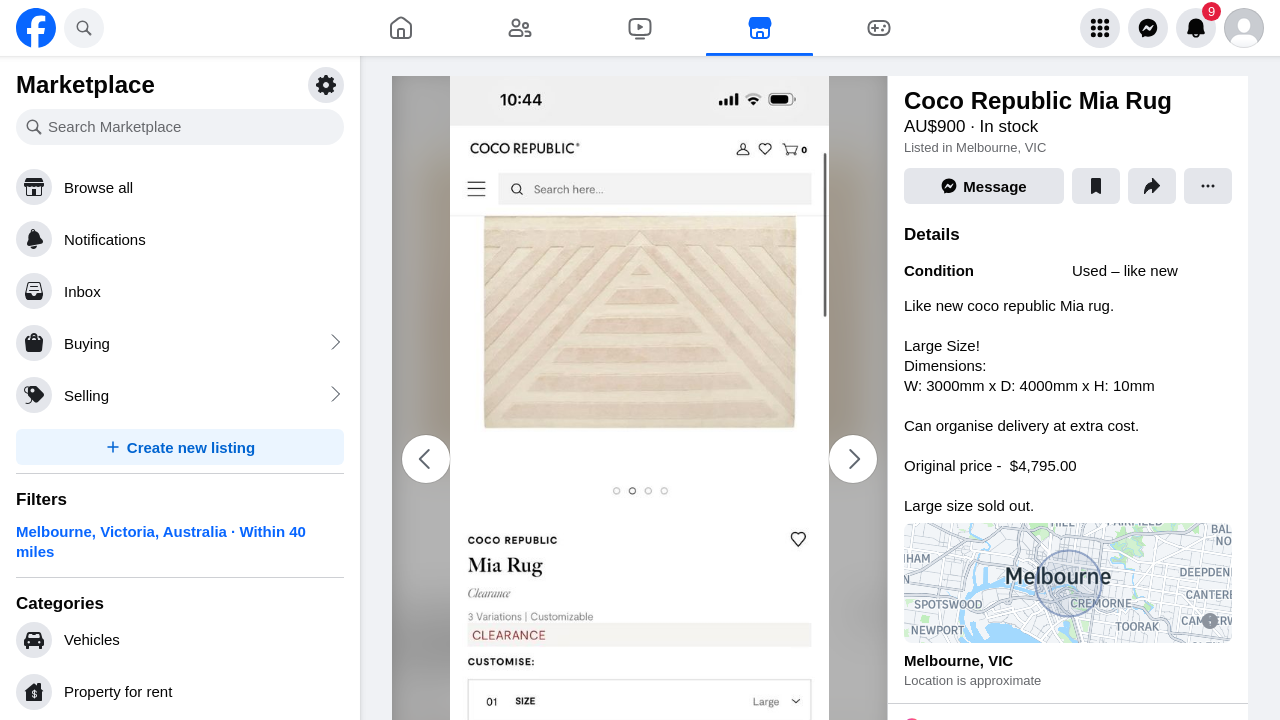 9
Marketplace
Search Marketplace
Browse all
Notifications
Inbox
Buying
Selling
Create new listing
Filters
Melbourne, Victoria, Australia · Within 40
miles
Categories
Vehicles
Property for rent
10:44
COCO REPUBLIC
0
Search here...
COCO REPUBLIC
Mia Rug
Clearance
3 Variations | Customizable
CLEARANCE
CUSTOMISE:
01 SIZE Large
Coco Republic Mia Rug
AU$900 · In stock
Listed in Melbourne, VIC
Message
Details
Condition Used – like new
Like new coco republic Mia rug.
Large Size!
Dimensions:
W: 3000mm x D: 4000mm x H: 10mm
Can organise delivery at extra cost.
Original price -  $4,795.00
Large size sold out.
Melbourne
SPOTSWOOD
CREMORNE
NEWPORT
TOORAK
Melbourne, VIC
Location is approximate